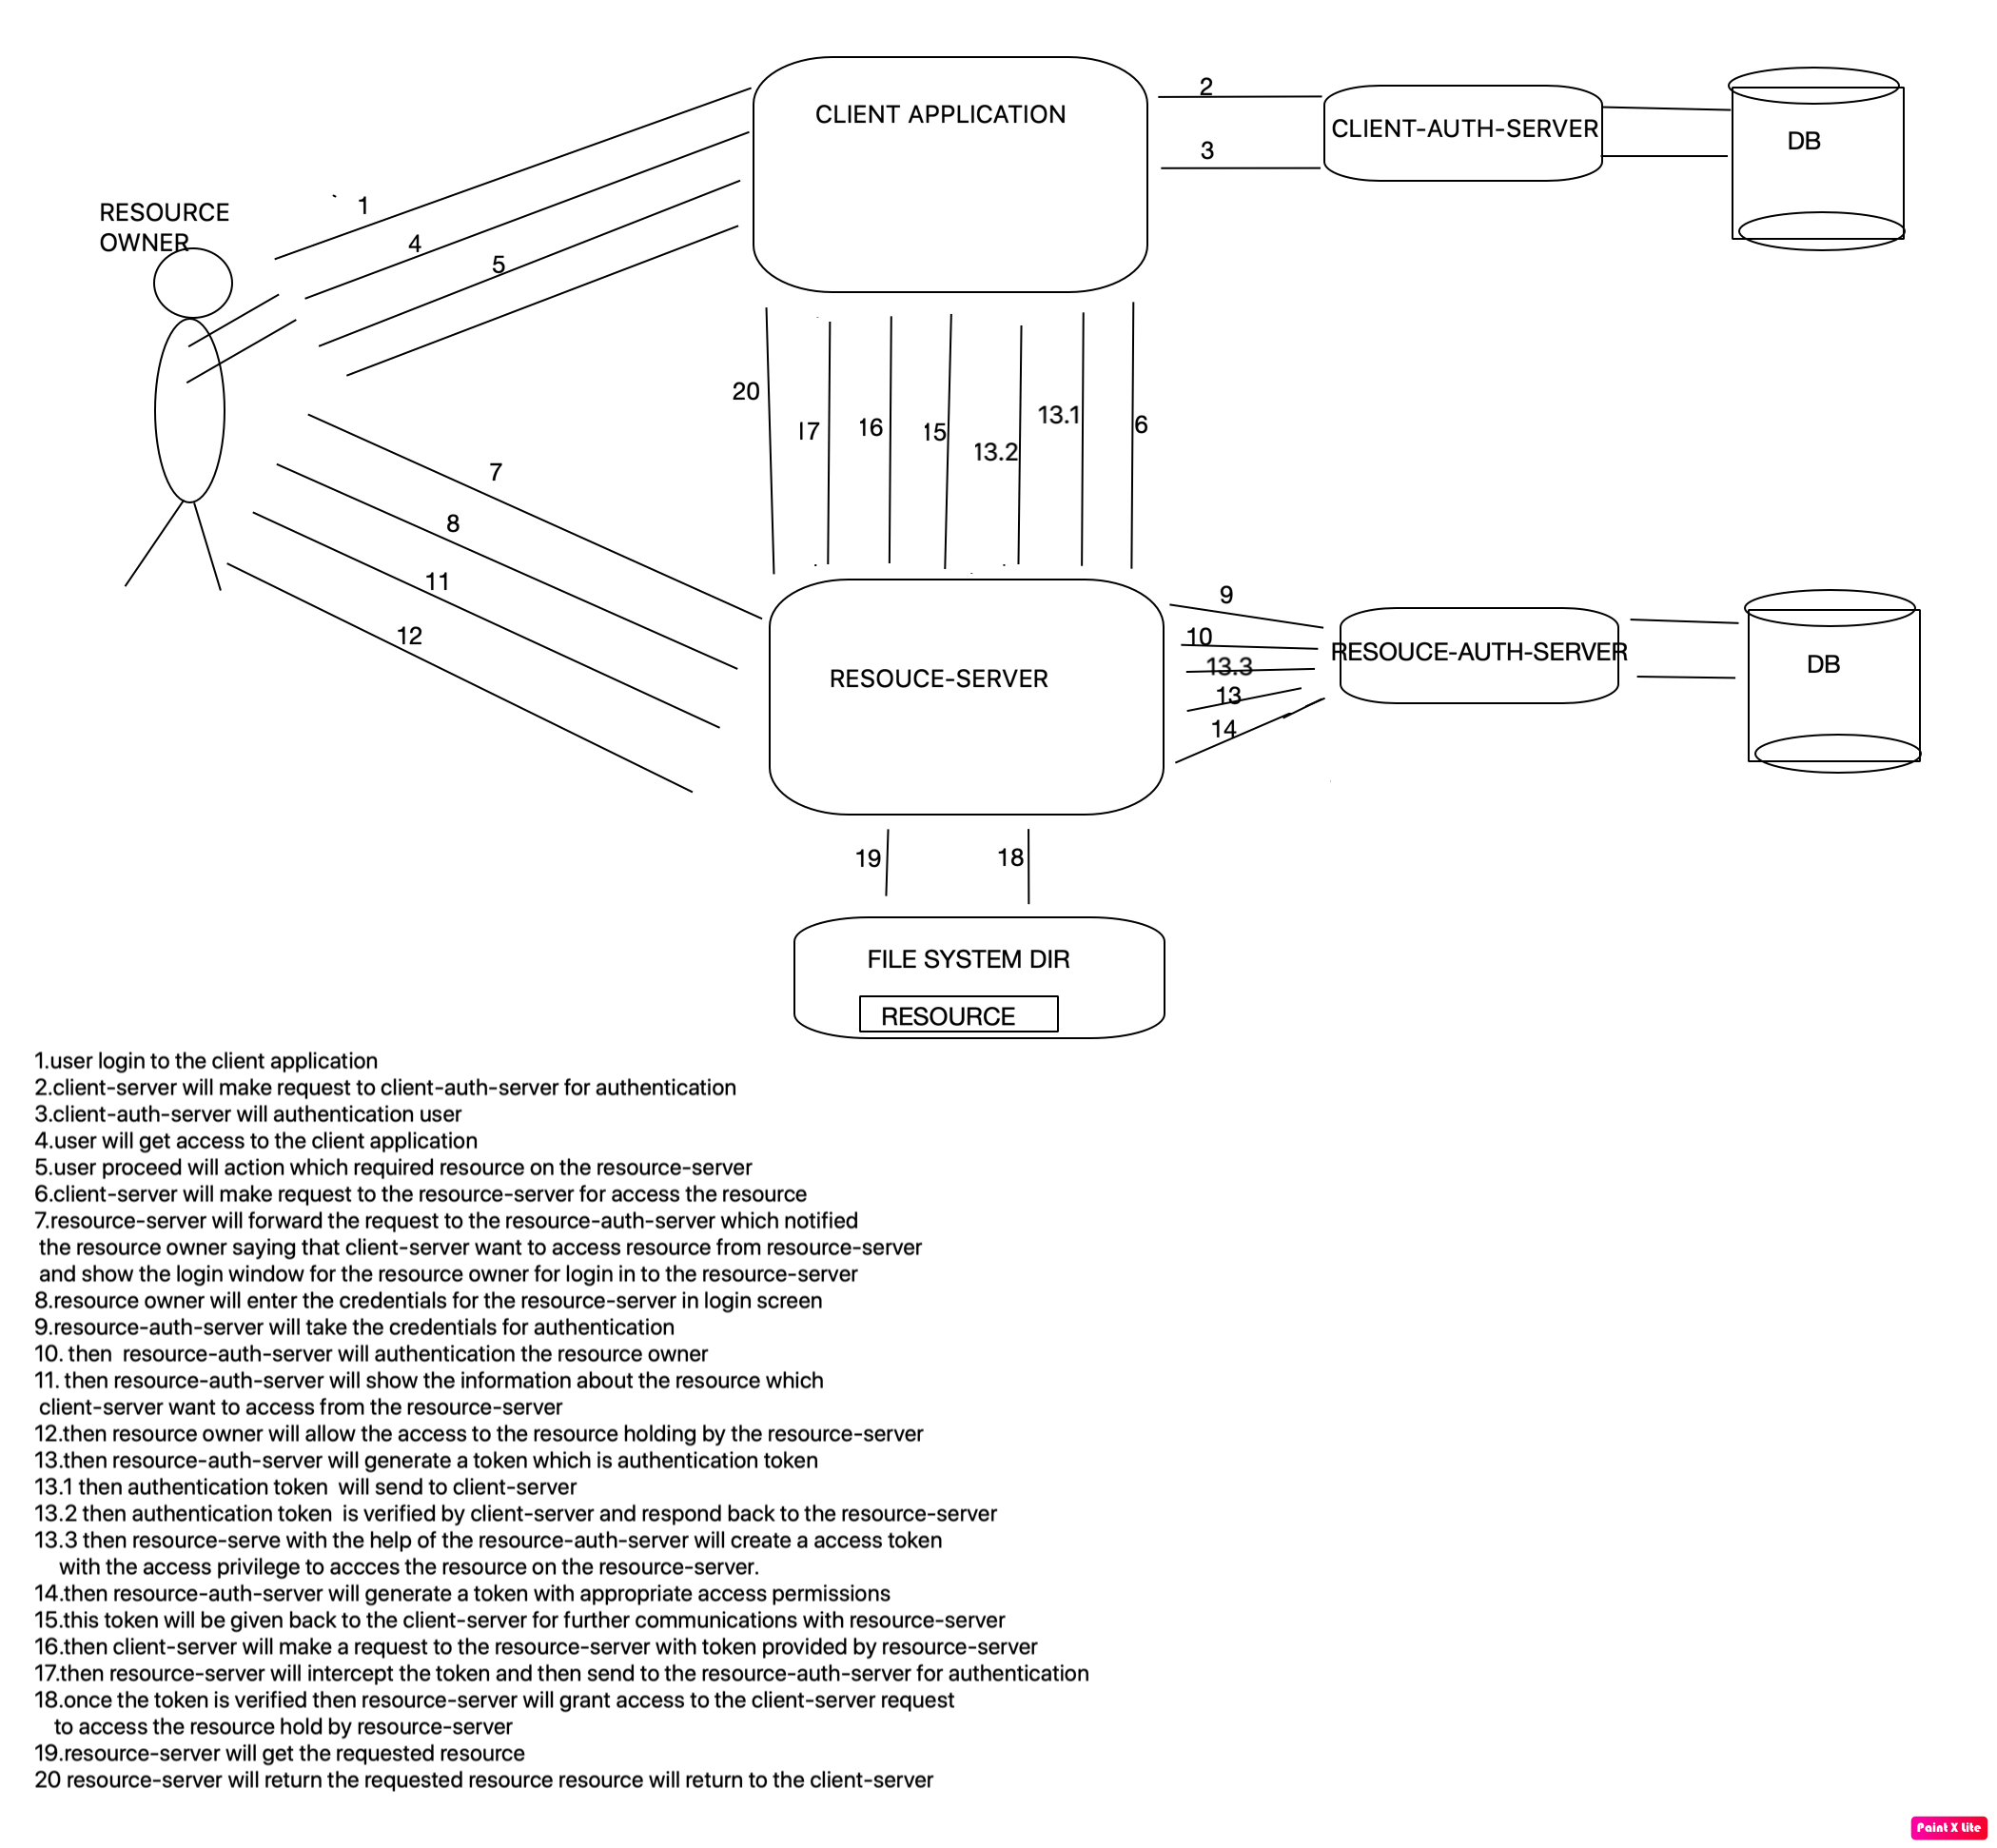 2
CLIENT APPLICATION
CLIENT-AUTH-SERVER
DB
3
RESOURCE
OWNER
1
4
5
20
17
16
15
13.2
13.1
6
7
8
11
12
9
10
13.3
13
14
RESOUCE-SERVER
RESOUCE-AUTH-SERVER
DB
19
18
FILE SYSTEM DIR
RESOURCE
1.user login to the client application
2.client-server will make request to client-auth-server for authentication
3.client-auth-server will authentication user
4.user will get access to the client application
5.user proceed will action which required resource on the resource-server
6.client-server will make request to the resource-server for access the resource
7.resource-server will forward the request to the resource-auth-server which notified
the resource owner saying that client-server want to access resource from resource-server
and show the login window for the resource owner for login in to the resource-server
8.resource owner will enter the credentials for the resource-server in login screen
9.resource-auth-server will take the credentials for authentication
10. then  resource-auth-server will authentication the resource owner
11. then resource-auth-server will show the information about the resource which
client-server want to access from the resource-server
12.then resource owner will allow the access to the resource holding by the resource-server
13.then resource-auth-server will generate a token which is authentication token
13.1 then authentication token  will send to client-server
13.2 then authentication token  is verified by client-server and respond back to the resource-server
13.3 then resource-serve with the help of the resource-auth-server will create a access token
with the access privilege to accces the resource on the resource-server.
14.then resource-auth-server will generate a token with appropriate access permissions
15.this token will be given back to the client-server for further communications with resource-server
16.then client-server will make a request to the resource-server with token provided by resource-server
17.then resource-server will intercept the token and then send to the resource-auth-server for authentication
18.once the token is verified then resource-server will grant access to the client-server request
to access the resource hold by resource-server
19.resource-server will get the requested resource
20 resource-server will return the requested resource resource will return to the client-server
Paint X Lite